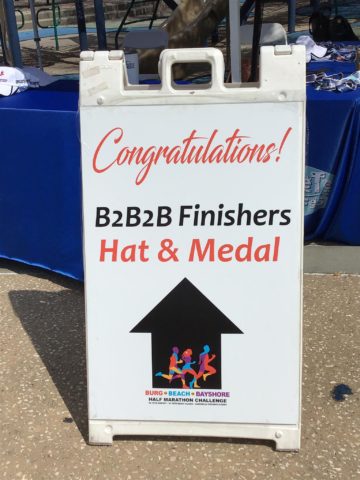 Congratulations!
B2B2B Finishers
Hat & Medal
BURG★BEACH★BAYSHORE
HALF MARATHON CHALLENGE